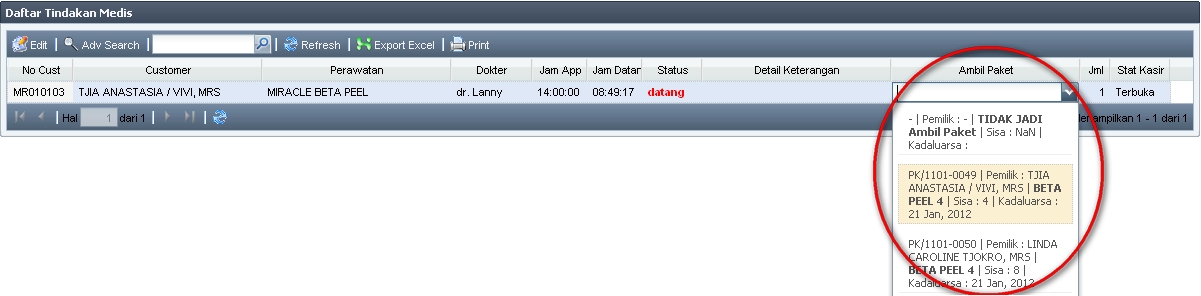 Daftar Tindakan Medis
Edit | Adv Search | Refresh | Export Excel | Print
No Cust Customer Perawatan Dokter Jam App Jam Datar Status Detail Keterangan Ambil Paket Jml Stat Kasir
MR010103 TJIA ANASTASIA / VIVI, MRS MIRACLE BETA PEEL dr. Lanny 14:00:00 08:49:17 datang 1 Terbuka
Hal 1 dari 1 enampilkan 1 - 1 dari 1
- | Pemilik : - | TIDAK JADI
Ambil Paket | Sisa : NaN |
Kadaluarsa :
PK/1101-0049 | Pemilik : TJIA
ANASTASIA / VIVI, MRS | BETA
PEEL 4 | Sisa : 4 | Kadaluarsa :
21 Jan, 2012
PK/1101-0050 | Pemilik : LINDA
CAROLINE TJOKRO, MRS |
BETA PEEL 4 | Sisa : 8 |
Kadaluarsa : 21 Jan, 2012